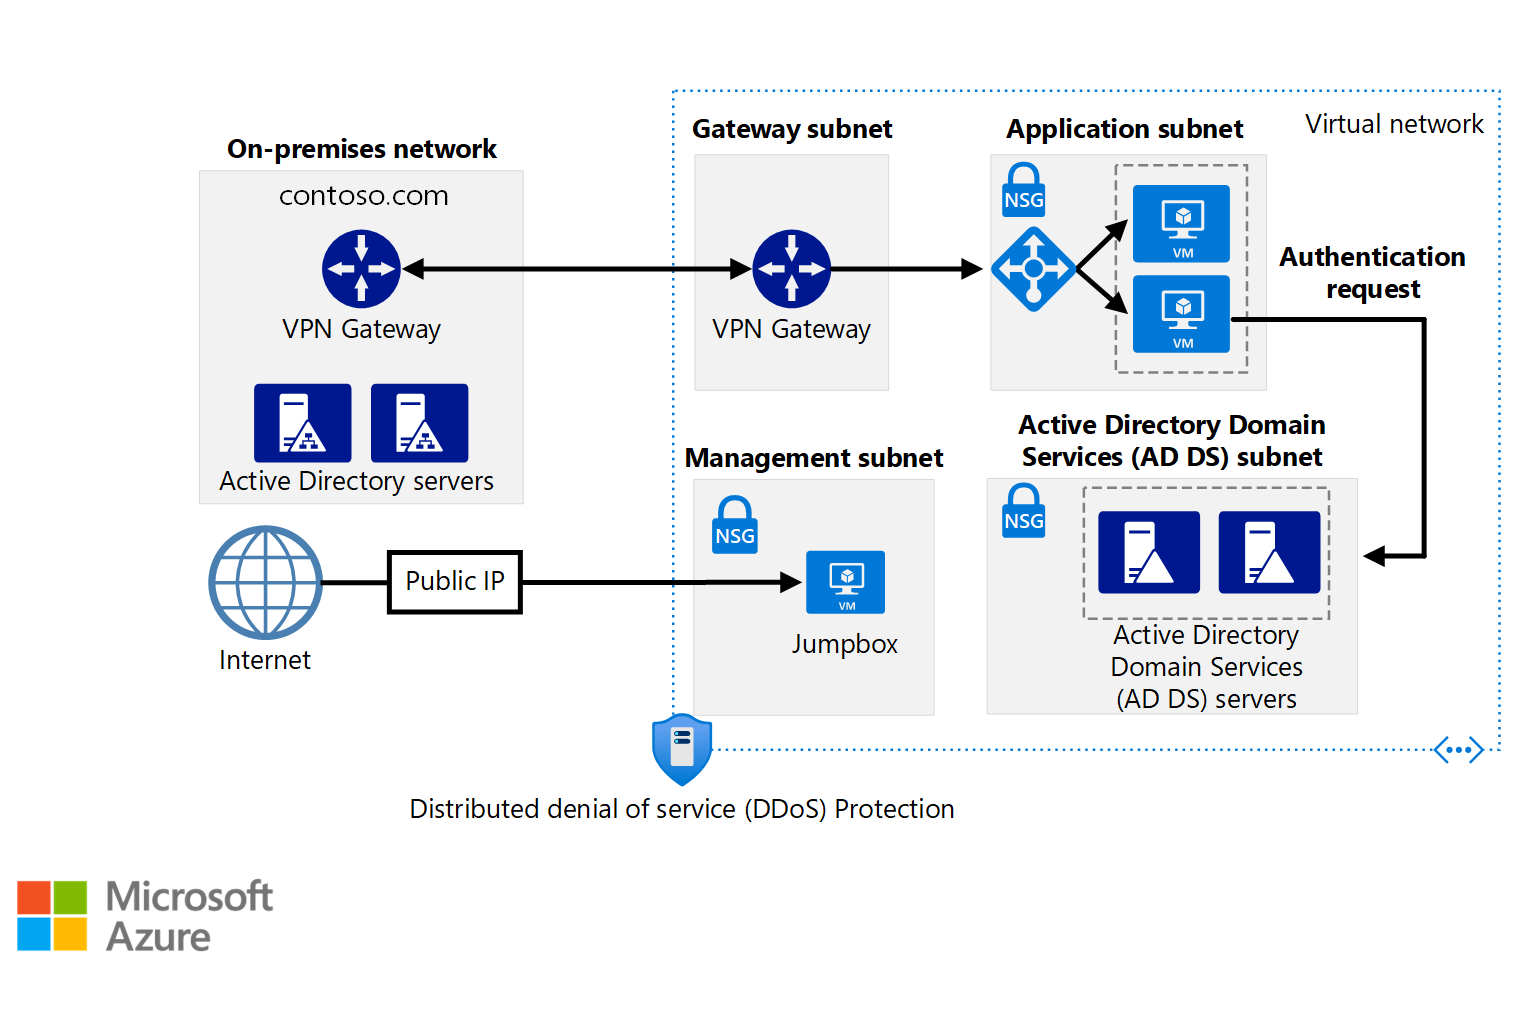 On-premises network
contoso.com
VPN Gateway
Active Directory servers
Internet
Public IP
Virtual network
Gateway subnet
VPN Gateway
Application subnet
NSG
VM
VM
Authentication
request
Management subnet
NSG
VM
Jumpbox
Active Directory Domain
Services (AD DS) subnet
NSG
Active Directory
Domain Services
(AD DS) servers
Distributed denial of service (DDoS) Protection
Microsoft
Azure